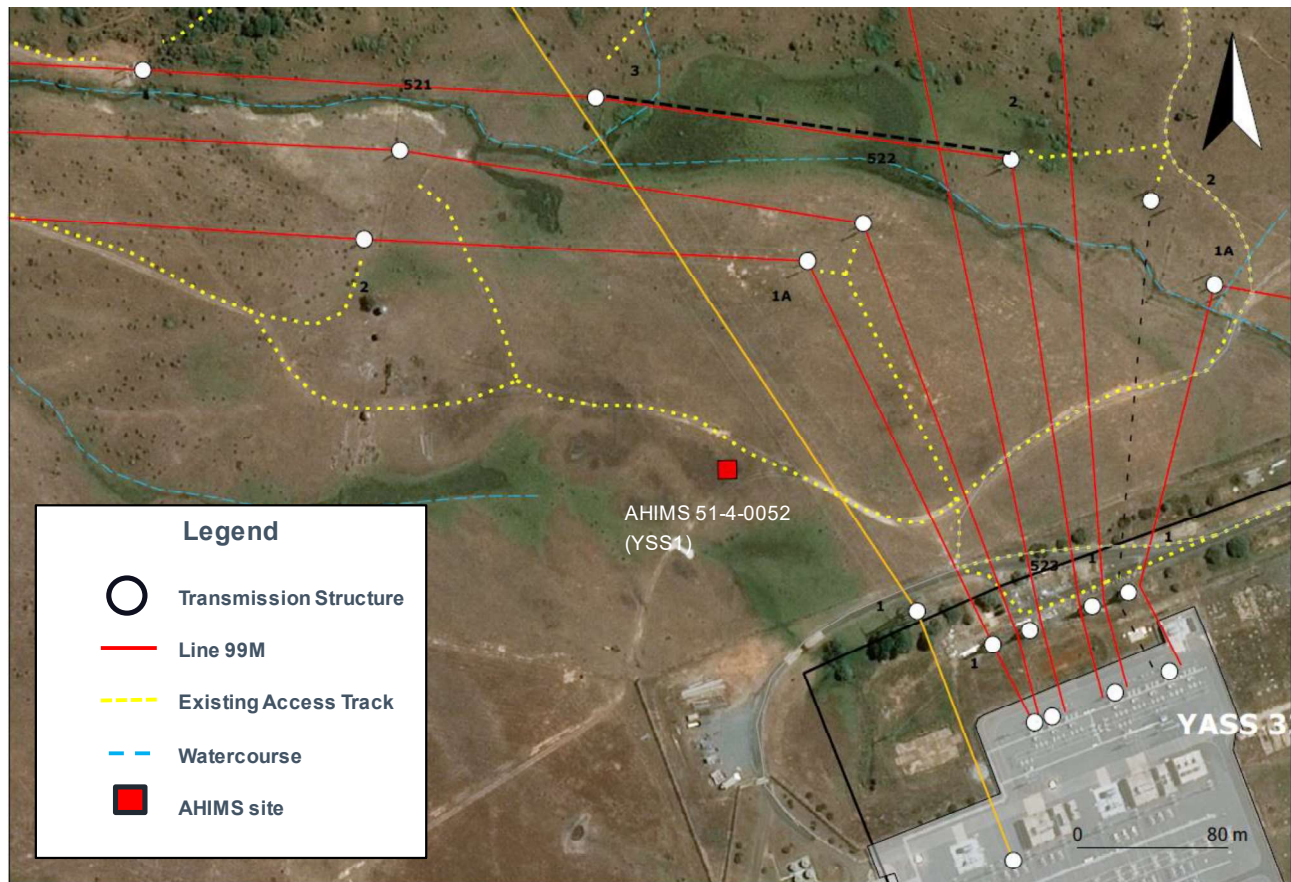 3
521
2
522
2
1A
2
1A
AHIMS 51-4-0052
(YSS1)
1
523
1
1
1
YASS 33
0
80 m
Legend
Transmission Structure
Line 99M
Existing Access Track
Watercourse
AHIMS site